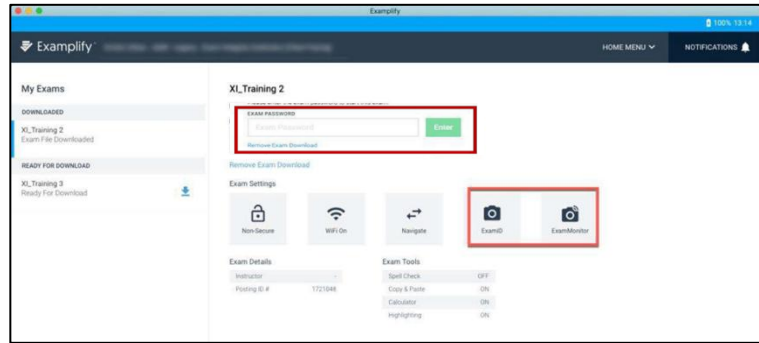 Examplify
100% 13:14
Examplify
HOME MENU
NOTIFICATIONS
My Exams
DOWNLOADED
XI_Training 2
Exam File Downloaded
READY FOR DOWNLOAD
XI_Training 3
Ready For Download
XI_Training 2
EXAM PASSWORD
Exam Password
Enter
Remove Exam Download
Remove Exam Download
Exam Settings
Non-Secure
WiFi On
Navigate
ExamID
ExamMonitor
Exam Details
Instructor -
Posting ID # 1721048
Exam Tools
Spell Check OFF
Copy & Paste ON
Calculator ON
Highlighting ON